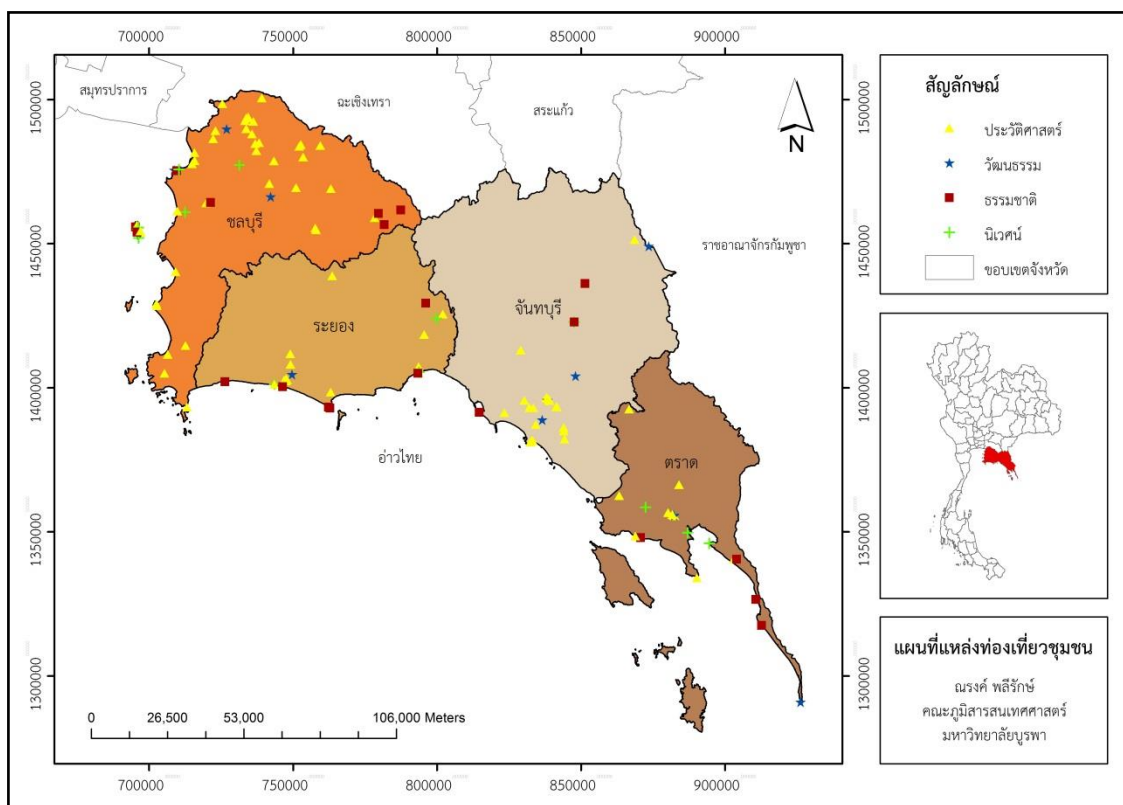 700000 750000 800000 850000 900000
1500000
1450000
1400000
1350000
1300000
สมุทรปราการ
ฉะเชิงเทรา
สระแก้ว
N
ชลบุรี
ราชอาณาจักรกัมพูชา
จันทบุรี
ระยอง
อ่าวไทย
ตราด
0 26,500 53,000 106,000 Meters
1500000
1450000
1400000
1350000
1300000
700000 750000 800000 850000 900000
สัญลักษณ์
ประวัติศาสตร์
วัฒนธรรม
ธรรมชาติ
นิเวศน์
ขอบเขตจังหวัด
แผนที่แหล่งท่องเที่ยวชุมชน
ณรงค์ พลีรักษ์
คณะภูมิสารสนเทศศาสตร์
มหาวิทยาลัยบูรพา